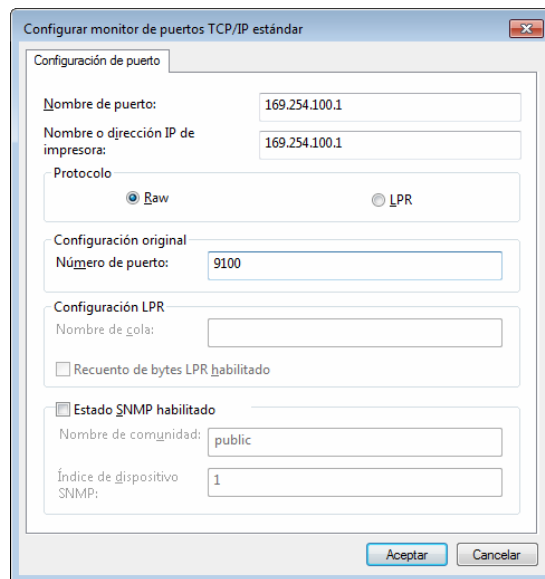 Configurar monitor de puertos TCP/IP estándar
Configuración de puerto
Nombre de puerto:
169.254.100.1
Nombre o dirección IP de
impresora:
169.254.100.1
Protocolo
Raw
LPR
Configuración original
Número de puerto:
9100
Configuración LPR
Nombre de cola:
Recuento de bytes LPR habilitado
Estado SNMP habilitado
Nombre de comunidad:
public
Índice de dispositivo
SNMP:
1
Aceptar
Cancelar